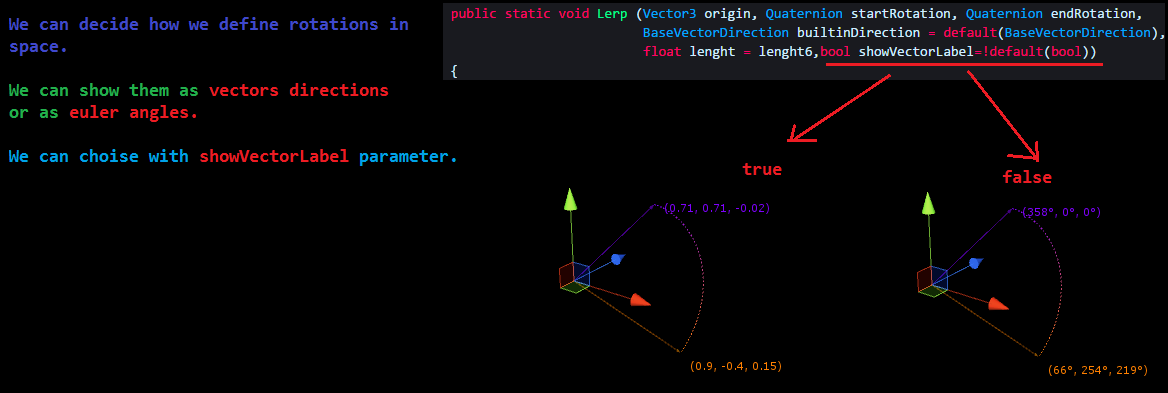 We can decide how we define rotations in
space.
We can show them as vectors directions
or as euler angles.
We can choise with showVectorLabel parameter.
public static void Lerp (Vector3 origin, Quaternion startRotation, Quaternion endRotation,
BaseVectorDirection builtinDirection = default(BaseVectorDirection),
float lenght = lenght6,bool showVectorLabel=!default(bool))
{
true
false
(0.71, 0.71, -0.02)
(0.9, -0.4, 0.15)
(358°, 0°, 0°)
(66°, 254°, 219°)